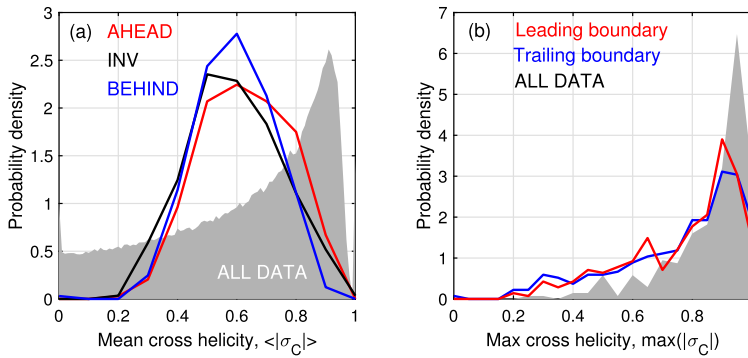 (a)
AHEAD
INV
BEHIND
ALL DATA
Probability density
3
2.5
2
1.5
1
0.5
0
0 0.2 0.4 0.6 0.8 1
Mean cross helicity, <|σC|>
(b)
Leading boundary
Trailing boundary
ALL DATA
Probability density
7
6
5
4
3
2
1
0
0 0.2 0.4 0.6 0.8 1
Max cross helicity, max(|σC|)